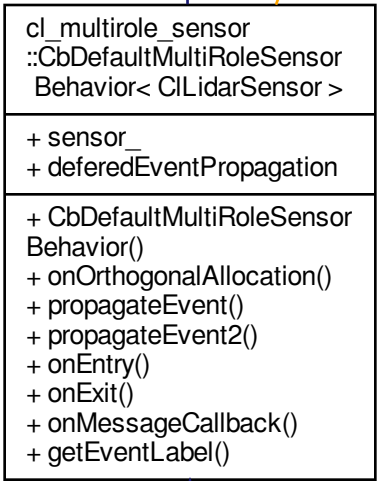 cl_multirole_sensor
::CbDefaultMultiRoleSensor
Behavior< ClLidarSensor >
+ sensor_
+ deferedEventPropagation
+ CbDefaultMultiRoleSensor
Behavior()
+ onOrthogonalAllocation()
+ propagateEvent()
+ propagateEvent2()
+ onEntry()
+ onExit()
+ onMessageCallback()
+ getEventLabel()